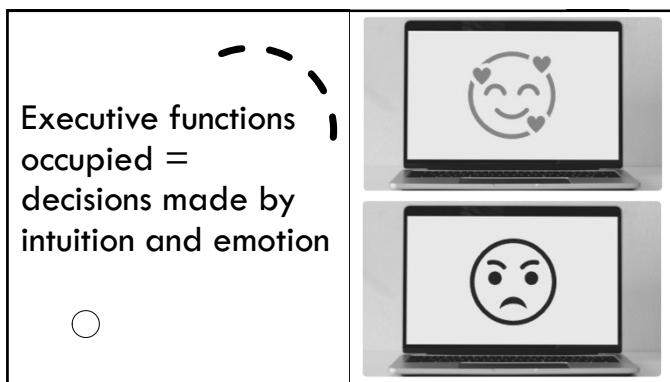 Executive functions
occupied =
decisions made by
intuition and emotion